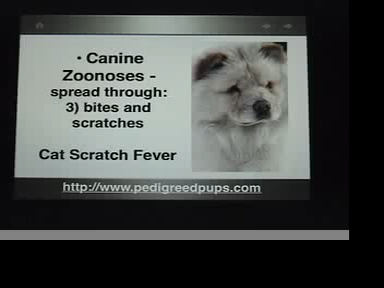 • Canine
Zoonoses -
spread through:
3) bites and
scratches
Cat Scratch Fever
http://www.pedigreedpups.com